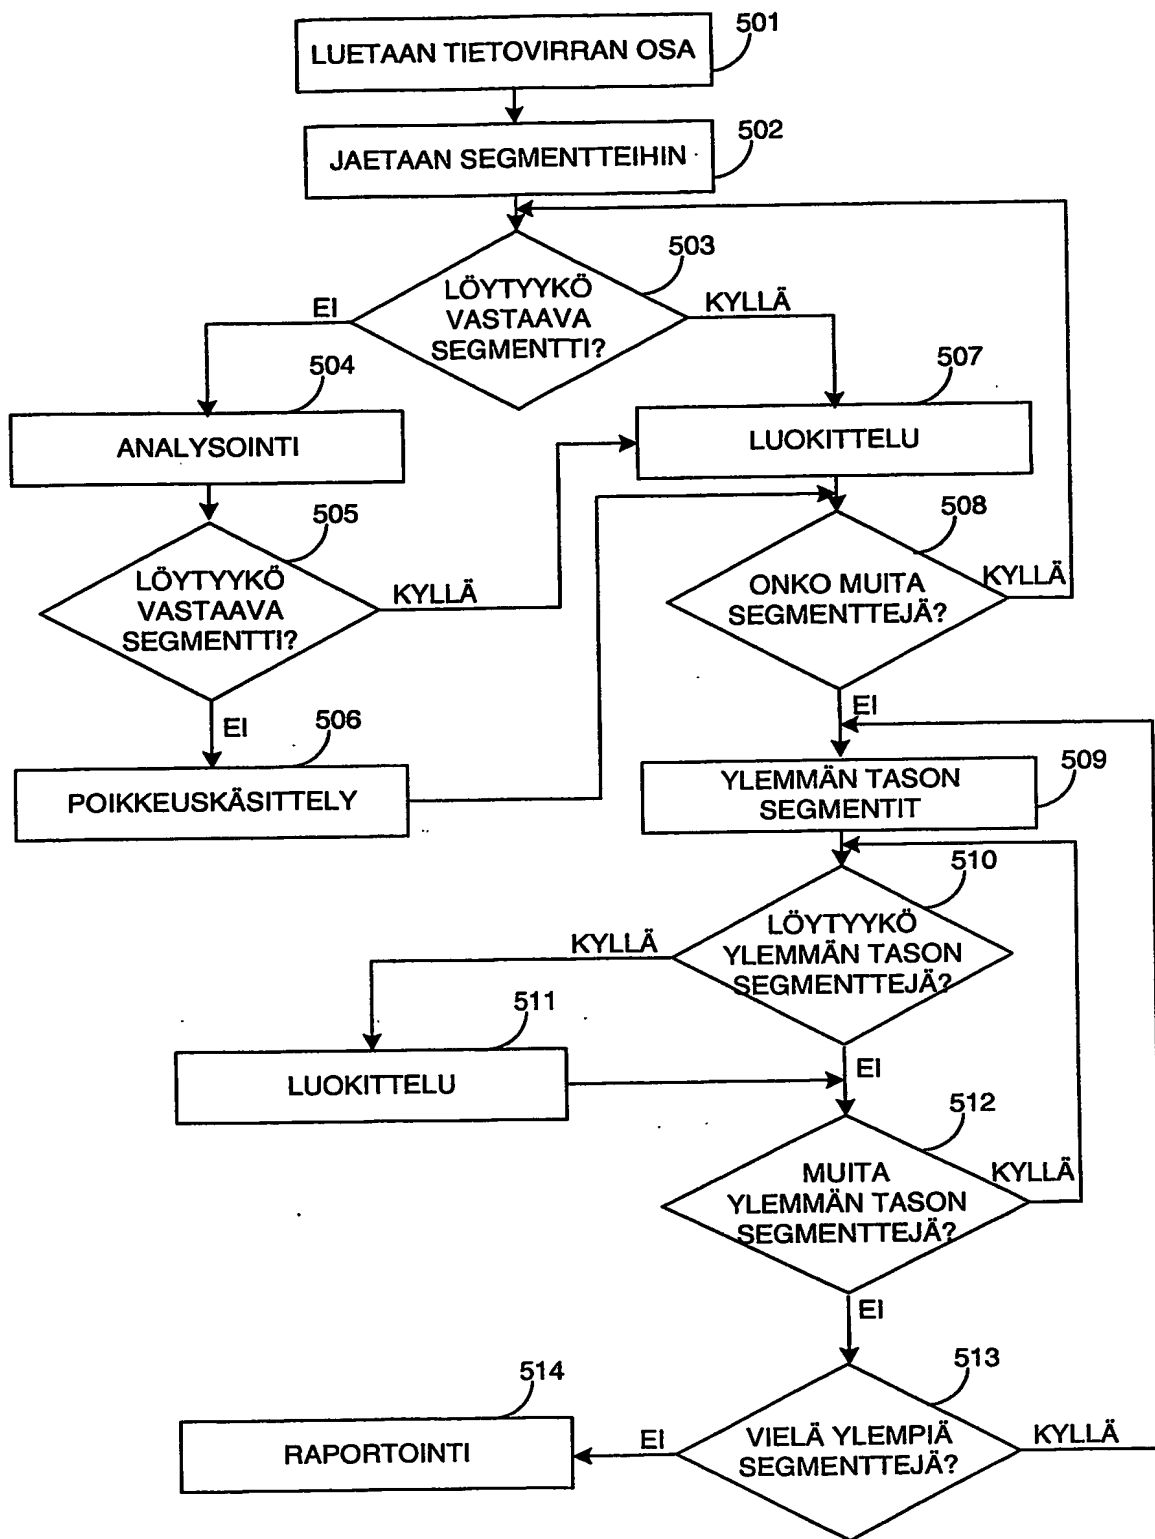 501
LUETAAN TIETOVIRRAN OSA
502
JAETAAN SEGMENTTEIHIN
503
LÖYTYYKÖ
VASTAAVA
SEGMENTTI?
EI
KYLLÄ
504
ANALYSOINTI
507
LUOKITTELU
505
LÖYTYYKÖ
VASTAAVA
SEGMENTTI?
KYLLÄ
508
ONKO MUITA
SEGMENTTEJÄ?
KYLLÄ
EI
EI
506
POIKKEUSKÄSITTELY
509
YLEMMÄN TASON
SEGMENTIT
510
LÖYTYYKÖ
YLEMMÄN TASON
SEGMENTTEJÄ?
KYLLÄ
511
LUOKITTELU
EI
512
MUITA
YLEMMÄN TASON
SEGMENTTEJÄ?
KYLLÄ
EI
513
VIELÄ YLEMPIÄ
SEGMENTTEJÄ?
EI
KYLLÄ
514
RAPORTOINTI